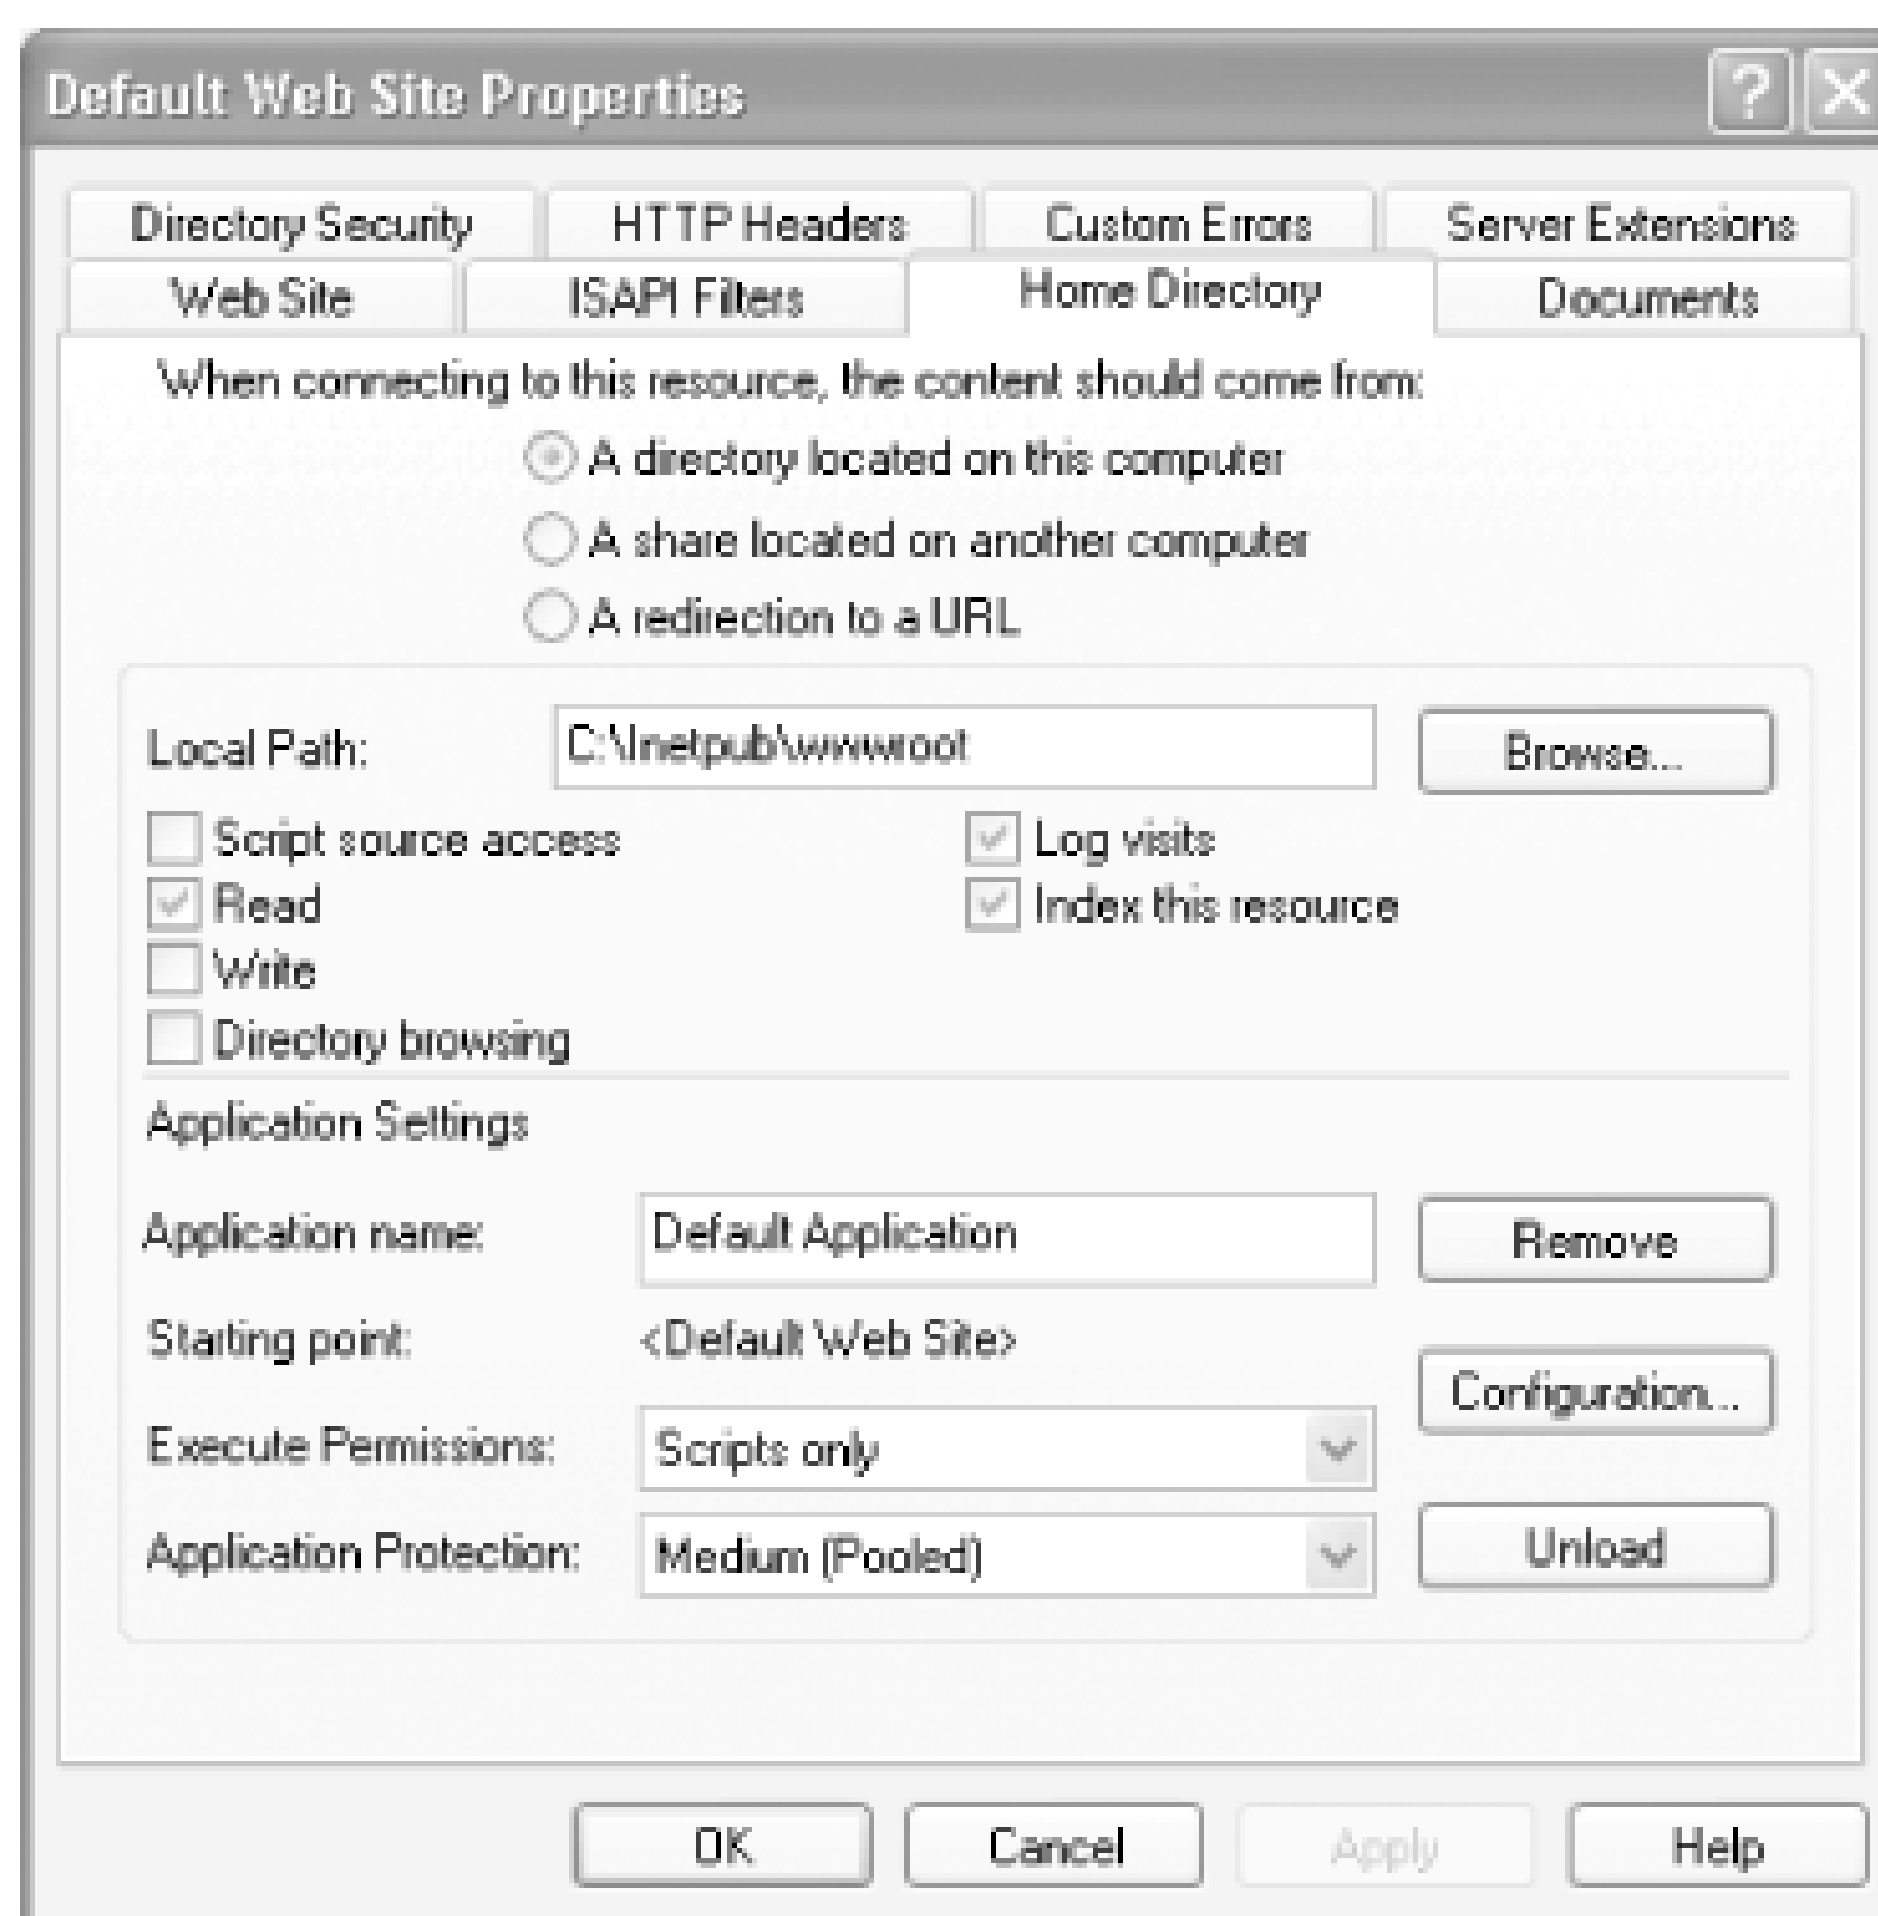 Default Web Site Properties
Directory Security HTTP Headers Custom Errors Server Extensions
Web Site ISAPI Filters Home Directory Documents
When connecting to this resource, the content should come from:
A directory located on this computer
A share located on another computer
A redirection to a URL
Local Path: C:\Inetpub\wwwroot Browse...
Script source access Log visits
Read Index this resource
Write
Directory browsing
Application Settings
Application name: Default Application Remove
Starting point: <Default Web Site>
Configuration...
Execute Permissions: Scripts only
Application Protection: Medium (Pooled) Unload
OK Cancel Apply Help